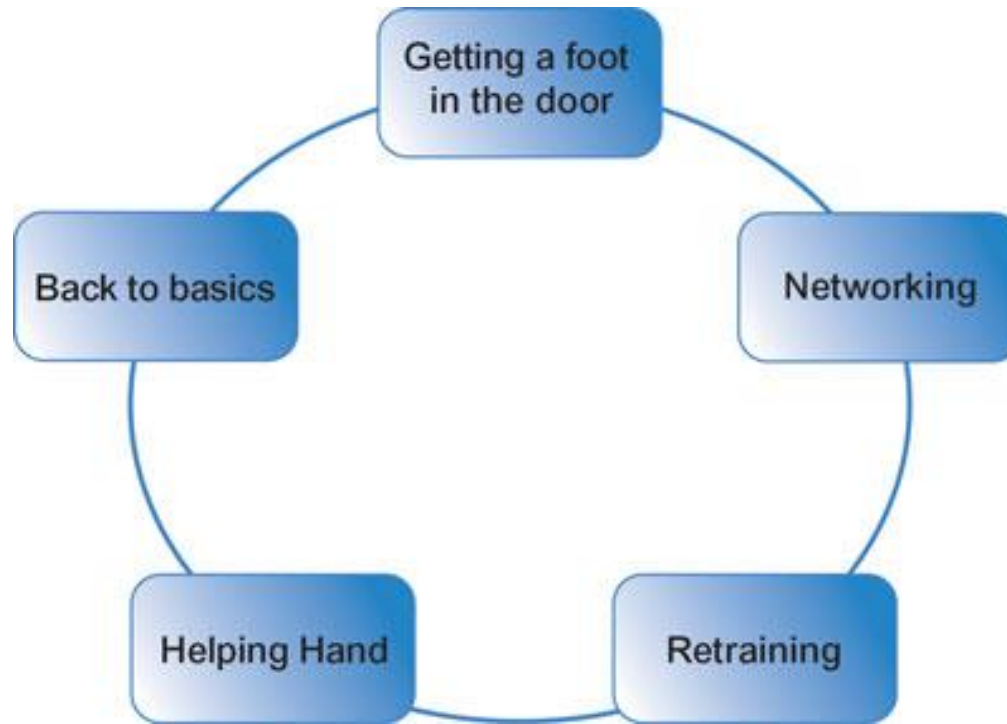 Getting a foot
in the door
Networking
Retraining
Helping Hand
Back to basics